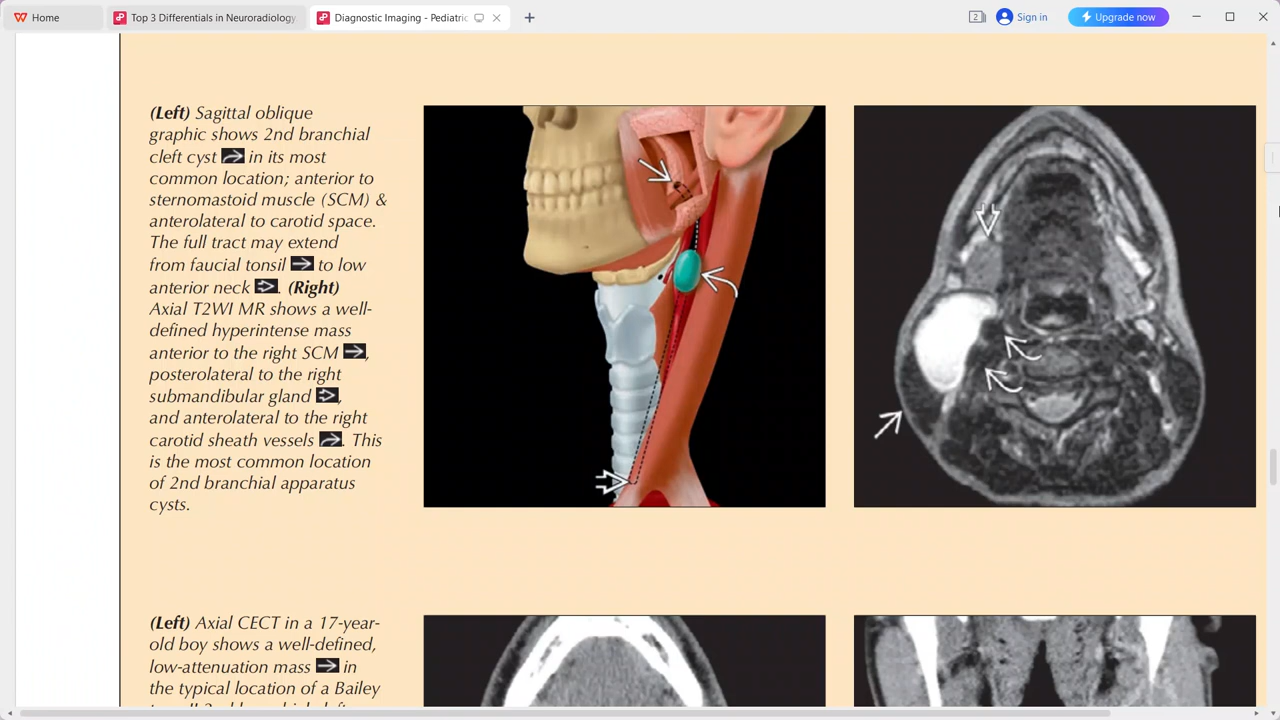 Home
Top 3 Differentials in Neuroradiology.
Diagnostic Imaging - Pediatric
2
Sign in
Upgrade now
(Left) Sagittal oblique
graphic shows 2nd branchial
cleft cyst in its most
common location; anterior to
sternomastoid muscle (SCM) &
anterolateral to carotid space.
The full tract may extend
from faucial tonsil to low
anterior neck . (Right)
Axial T2WI MR shows a well-
defined hyperintense mass
anterior to the right SCM ,
posterolateral to the right
submandibular gland ,
and anterolateral to the right
carotid sheath vessels . This
is the most common location
of 2nd branchial apparatus
cysts.
(Left) Axial CECT in a 17-year-
old boy shows a well-defined,
low-attenuation mass in
the typical location of a Bailey